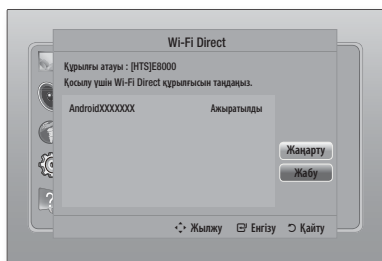 Wi-Fi Direct
Құрылғы атауы : [HTS]E8000
Қосылу үшін Wi-Fi Direct құрылғысын таңдаңыз.
AndroidXXXXXXX Ажыратылды
Жаңарту
Жабу
Жылжу Енгізу Қайту